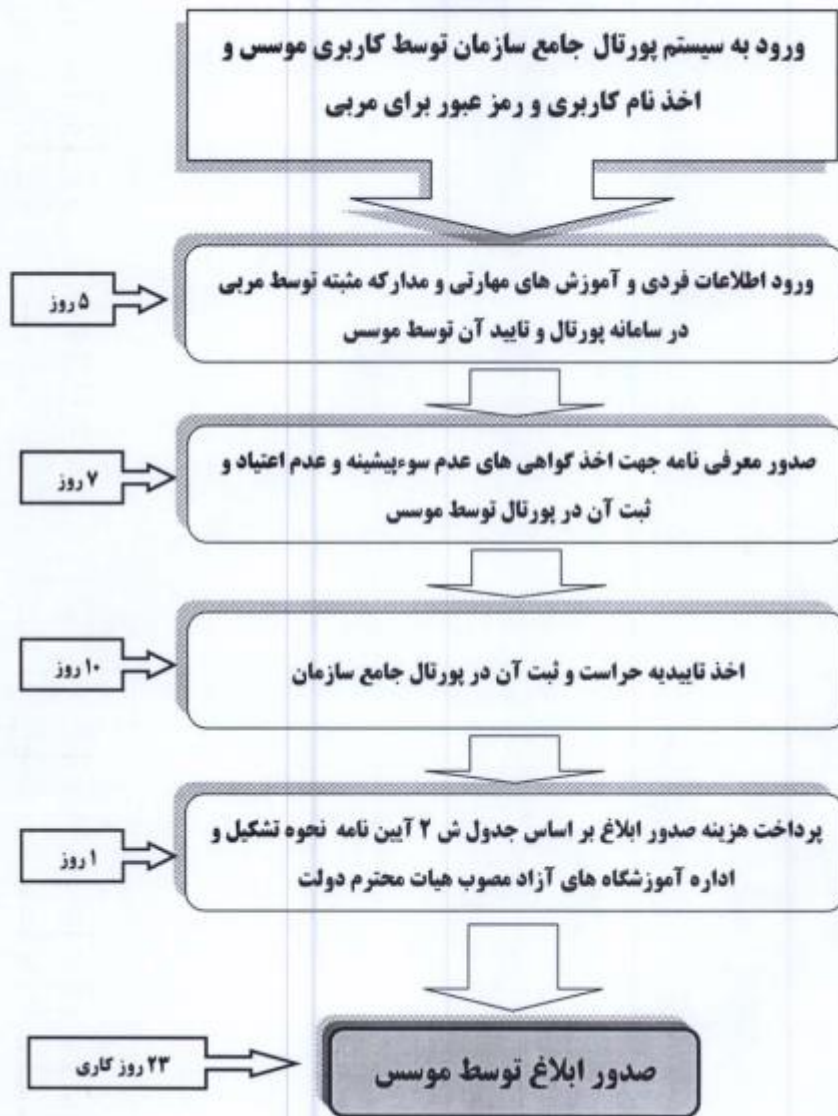 ورود به سیستم پورتال جامع سازمان توسط کاربری موسس و
اخذ نام کاربری و رمز عبور برای مربی
ورود اطلاعات فردی و آموزش های مهارتی و مدارکه مثبته توسط مربی
در سامانه پورتال و تایید آن توسط موسس
۵ روز
صدور معرفی نامه جهت اخذ گواهی های عدم سوءپیشینه و عدم اعتیاد و
ثبت آن در پورتال توسط موسس
۷ روز
اخذ تاییدیه حراست و ثبت آن در پورتال جامع سازمان
۱۰ روز
پرداخت هزینه صدور ابلاغ بر اساس جدول ش ۲ آیین نامه نحوه تشکیل و
اداره آموزشگاه های آزاد مصوب هیات محترم دولت
۱ روز
صدور ابلاغ توسط موسس
۲۳ روز کاری